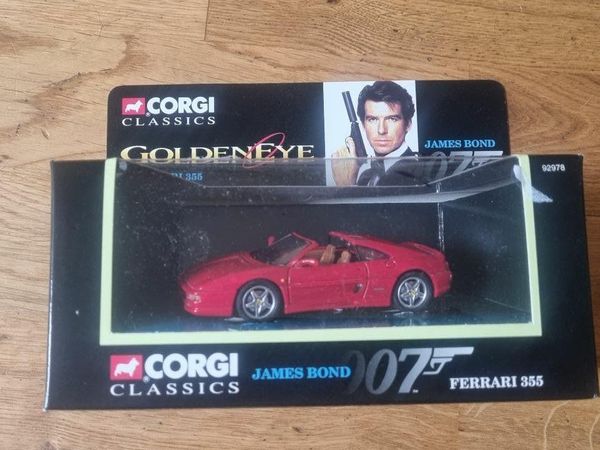 CORGI
CLASSICS
GOLDENEYE
JAMES BOND
007
355
92978
CORGI
CLASSICS
JAMES BOND 007
FERRARI 355